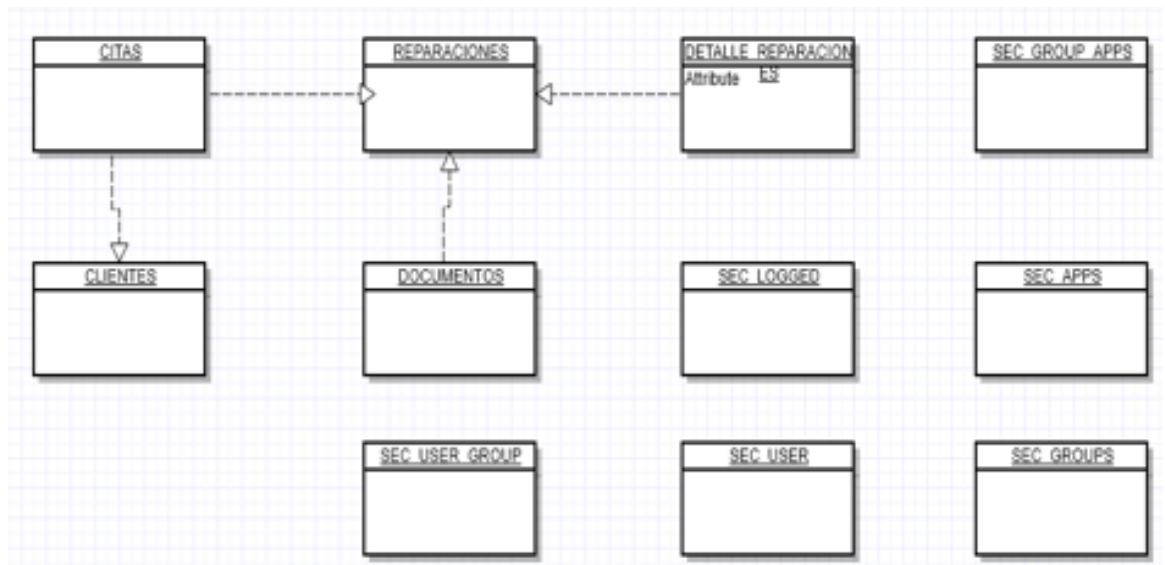 CITAS
REPARACIONES
DETALLE_REPARACION
ES
Attribute
SEC_GROUP_APPS
CLIENTES
DOCUMENTOS
SEC_LOGGED
SEC_APPS
SEC_USER_GROUP
SEC_USER
SEC_GROUPS